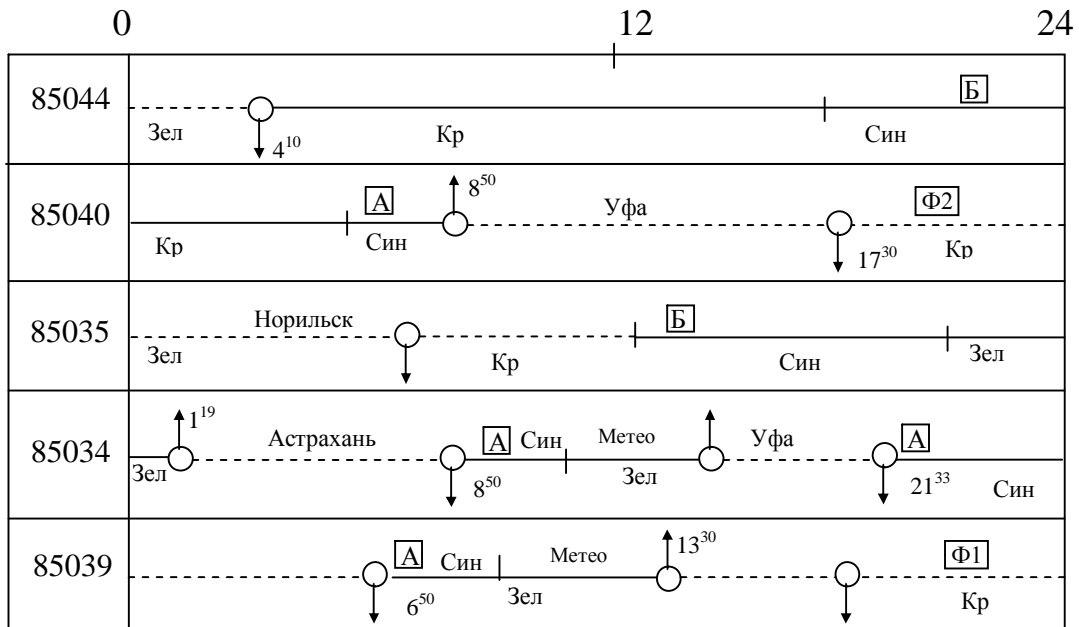 0 12 24
85044 Б
Зел 4¹⁰ Кр Син
85040 А 8⁵⁰ Уфа Ф2
Кр Син 17³⁰ Кр
85035 Норильск Б
Зел Кр Син Зел
85034 1¹⁹ Астрахань А Син Метео Уфа А
Зел 8⁵⁰ Зел 21³³ Син
85039 А Син Метео 13³⁰ Ф1
6⁵⁰ Зел Кр